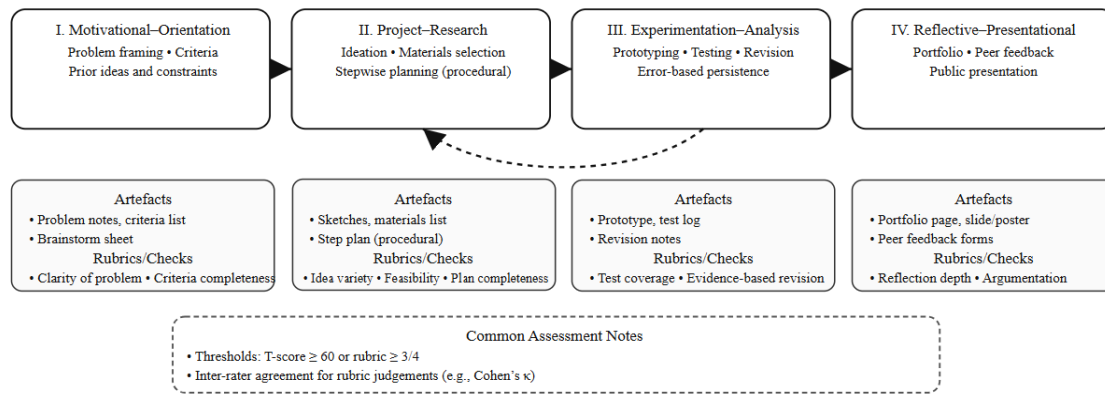 I. Motivational–Orientation
Problem framing • Criteria
Prior ideas and constraints
II. Project–Research
Ideation • Materials selection
Stepwise planning (procedural)
III. Experimentation–Analysis
Prototyping • Testing • Revision
Error-based persistence
IV. Reflective–Presentational
Portfolio • Peer feedback
Public presentation
Artefacts
• Problem notes, criteria list
• Brainstorm sheet
Rubrics/Checks
• Clarity of problem • Criteria completeness
Artefacts
• Sketches, materials list
• Step plan (procedural)
Rubrics/Checks
• Idea variety • Feasibility • Plan completeness
Artefacts
• Prototype, test log
• Revision notes
Rubrics/Checks
• Test coverage • Evidence-based revision
Artefacts
• Portfolio page, slide/poster
• Peer feedback forms
Rubrics/Checks
• Reflection depth • Argumentation
Common Assessment Notes
• Thresholds: T-score ≥ 60 or rubric ≥ 3/4
• Inter-rater agreement for rubric judgements (e.g., Cohen’s κ)